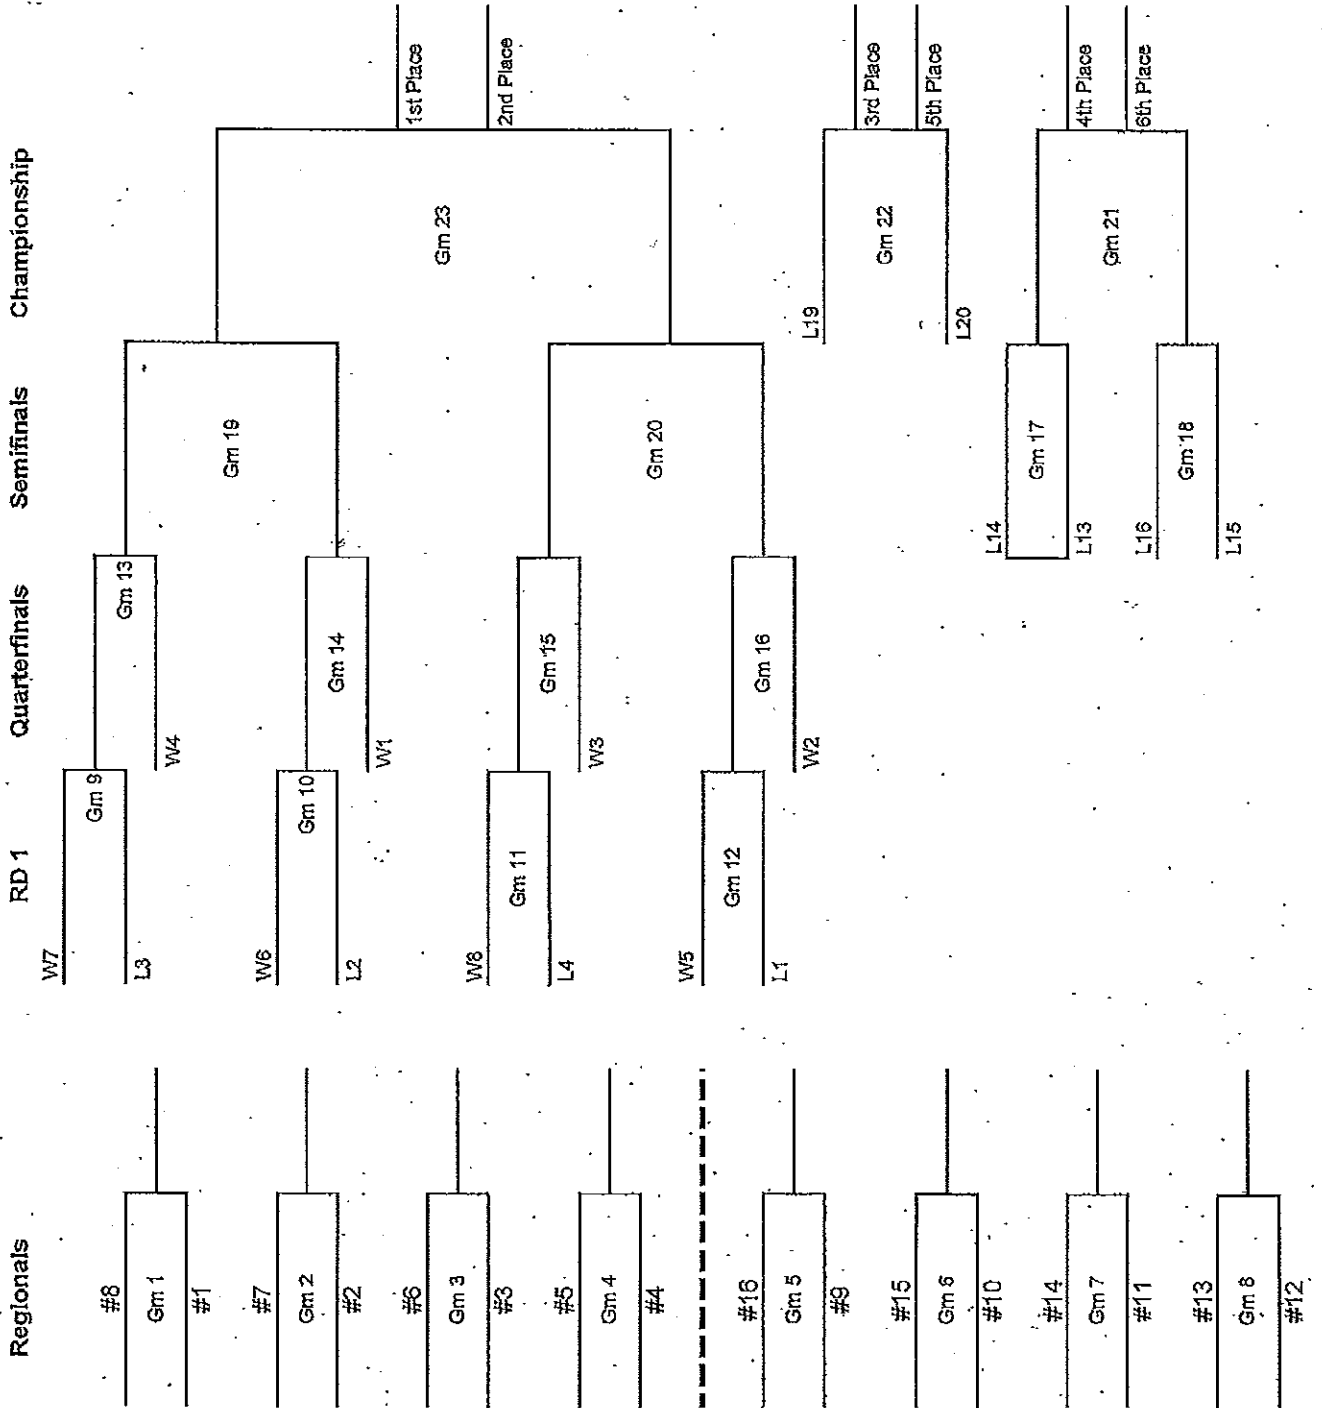 Regionals
RD 1
Quarterfinals
Semifinals
Championship
#8
Gm 1
#1
#7
Gm 2
#2
#6
Gm 3
#3
#5
Gm 4
#4
#16
Gm 5
#9
#15
Gm 6
#10
#14
Gm 7
#11
#13
Gm 8
#12
W7
Gm 9
L3
W6
Gm 10
L2
W8
Gm 11
L4
W5
Gm 12
L1
Gm 13
W4
Gm 14
W1
Gm 15
W3
Gm 16
W2
Gm 19
Gm 20
L14
Gm 17
L13
L16
Gm 18
L15
Gm 23
L19
Gm 22
L20
Gm 21
1st Place
2nd Place
3rd Place
5th Place
4th Place
6th Place